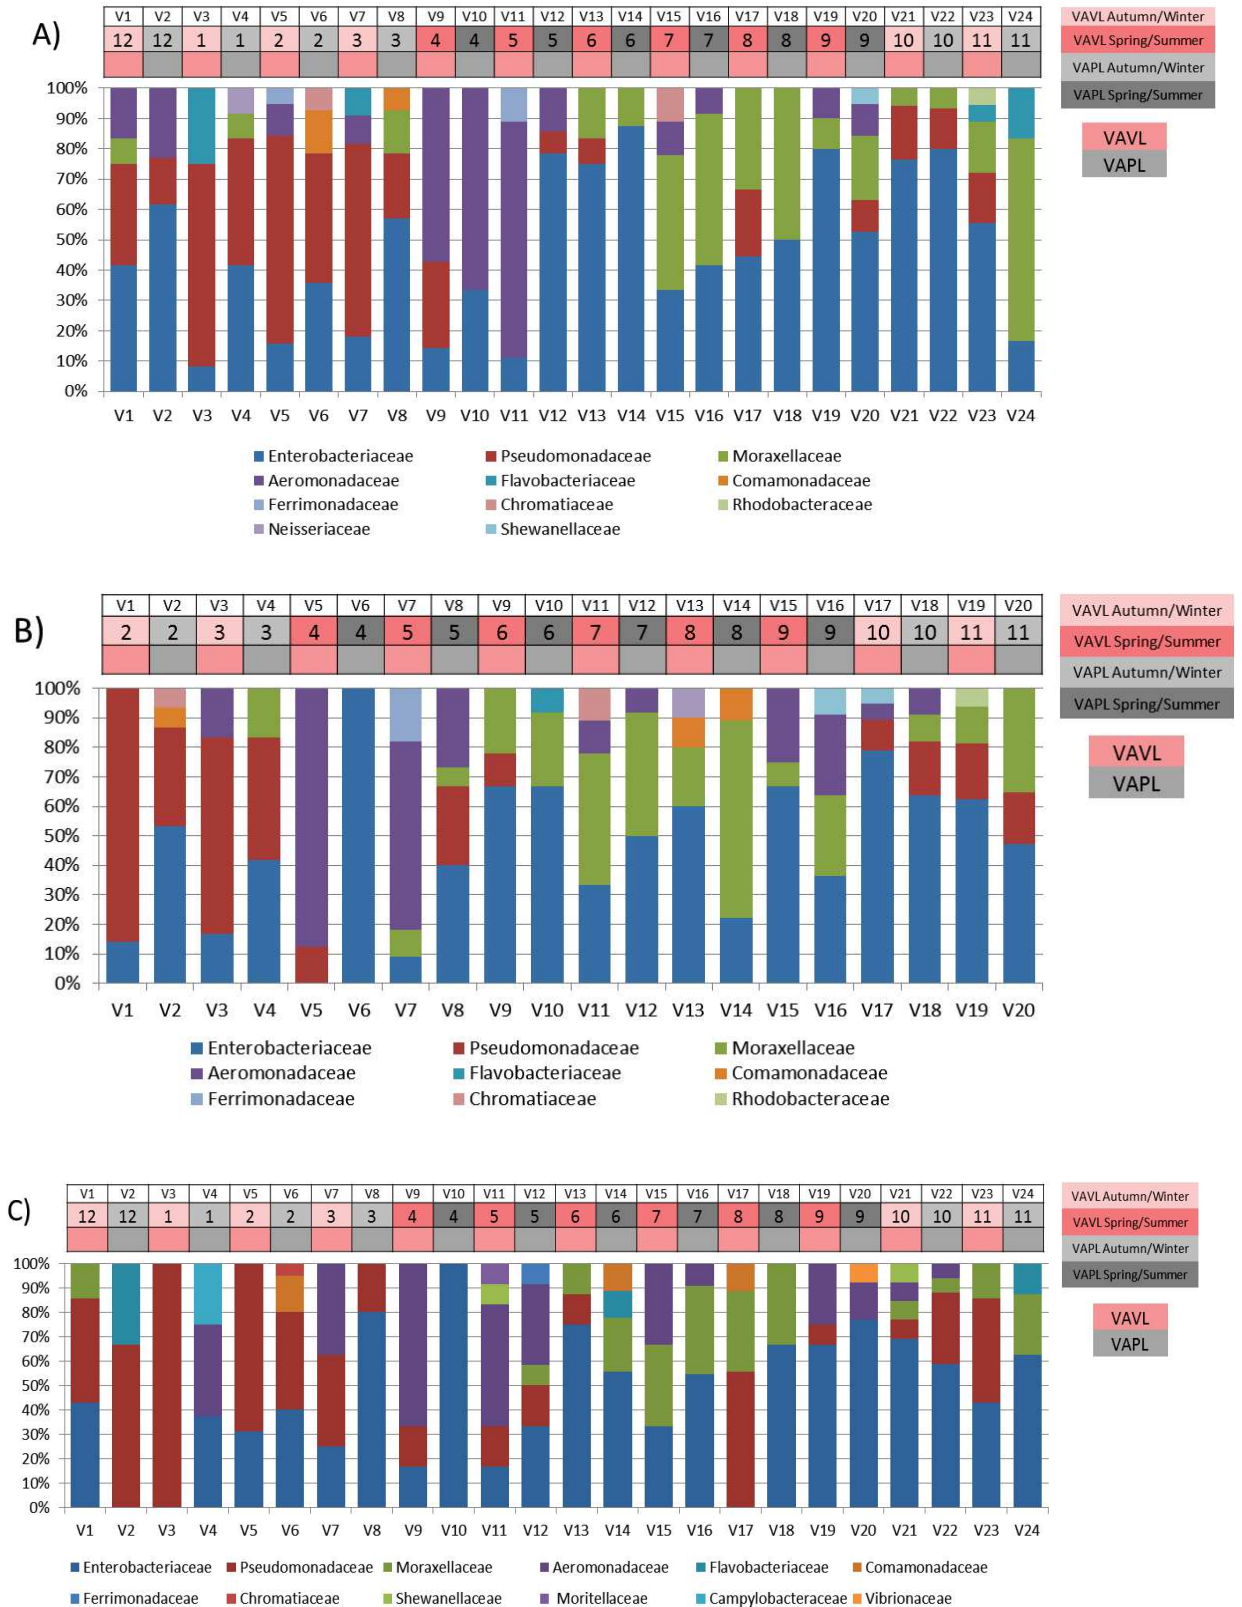 A)
V1 V2 V3 V4 V5 V6 V7 V8 V9 V10 V11 V12 V13 V14 V15 V16 V17 V18 V19 V20 V21 V22 V23 V24
12 12 1 1 2 2 3 3 4 4 5 5 6 6 7 7 8 8 9 9 10 10 11 11
VAVL Autumn/Winter
VAVL Spring/Summer
VAPL Autumn/Winter
VAPL Spring/Summer
VAVL
VAPL
100%
90%
80%
70%
60%
50%
40%
30%
20%
10%
0%
V1 V2 V3 V4 V5 V6 V7 V8 V9 V10 V11 V12 V13 V14 V15 V16 V17 V18 V19 V20 V21 V22 V23 V24
Enterobacteriaceae Pseudomonadaceae Moraxellaceae
Aeromonadaceae Flavobacteriaceae Comamonadaceae
Ferrimonadaceae Chromatiaceae Rhodobacteraceae
Neisseriaceae Shewanellaceae
B)
V1 V2 V3 V4 V5 V6 V7 V8 V9 V10 V11 V12 V13 V14 V15 V16 V17 V18 V19 V20
2 2 3 3 4 4 5 5 6 6 7 7 8 8 9 9 10 10 11 11
VAVL Autumn/Winter
VAVL Spring/Summer
VAPL Autumn/Winter
VAPL Spring/Summer
VAVL
VAPL
100%
90%
80%
70%
60%
50%
40%
30%
20%
10%
0%
V1 V2 V3 V4 V5 V6 V7 V8 V9 V10 V11 V12 V13 V14 V15 V16 V17 V18 V19 V20
Enterobacteriaceae Pseudomonadaceae Moraxellaceae
Aeromonadaceae Flavobacteriaceae Comamonadaceae
Ferrimonadaceae Chromatiaceae Rhodobacteraceae
C)
V1 V2 V3 V4 V5 V6 V7 V8 V9 V10 V11 V12 V13 V14 V15 V16 V17 V18 V19 V20 V21 V22 V23 V24
12 12 1 1 2 2 3 3 4 4 5 5 6 6 7 7 8 8 9 9 10 10 11 11
VAVL Autumn/Winter
VAVL Spring/Summer
VAPL Autumn/Winter
VAPL Spring/Summer
VAVL
VAPL
100%
90%
80%
70%
60%
50%
40%
30%
20%
10%
0%
V1 V2 V3 V4 V5 V6 V7 V8 V9 V10 V11 V12 V13 V14 V15 V16 V17 V18 V19 V20 V21 V22 V23 V24
Enterobacteriaceae Pseudomonadaceae Moraxellaceae Aeromonadaceae Flavobacteriaceae Comamonadaceae
Ferrimonadaceae Chromatiaceae Shewanellaceae Moritellaceae Campylobacteraceae Vibrionaceae